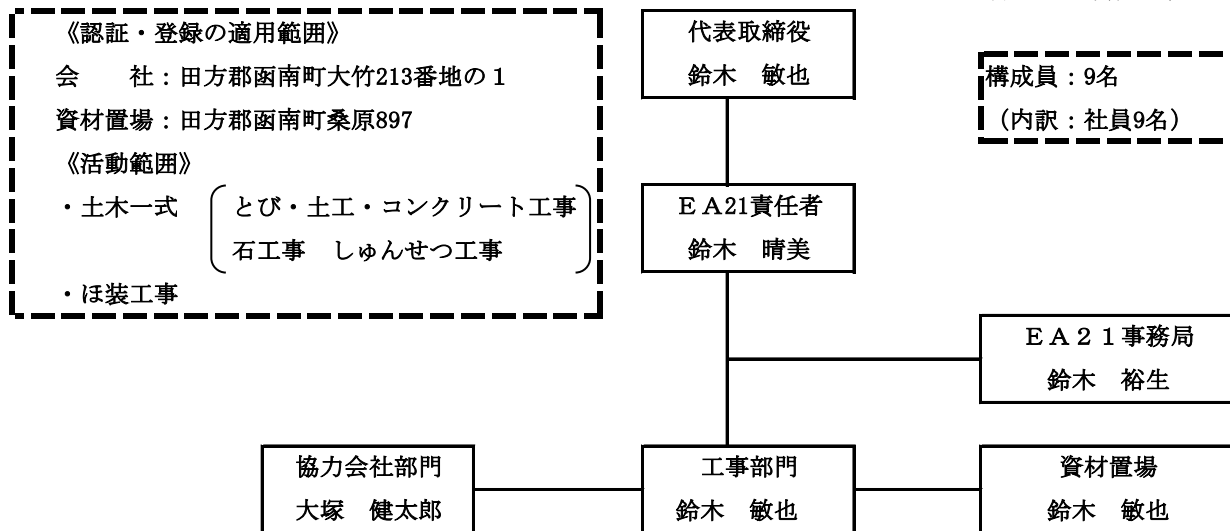 《認証・登録の適用範囲》
会　　社：田方郡函南町大竹213番地の１
資材置場：田方郡函南町桑原897
《活動範囲》
・土木一式
とび・土工・コンクリート工事
石工事　しゅんせつ工事
・ほ装工事
代表取締役
鈴木　敏也
構成員：9名
（内訳：社員9名）
ＥＡ21責任者
鈴木　晴美
ＥＡ２１事務局
鈴木　裕生
協力会社部門
大塚　健太郎
工事部門
鈴木　敏也
資材置場
鈴木　敏也